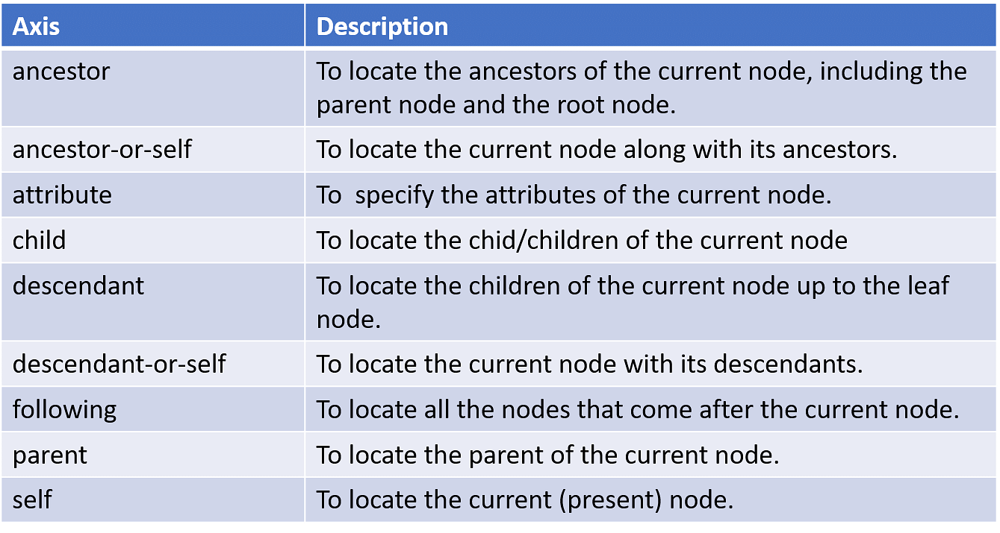 Axis Description
ancestor To locate the ancestors of the current node, including the
parent node and the root node.
ancestor-or-self To locate the current node along with its ancestors.
attribute To  specify the attributes of the current node.
child To locate the chid/children of the current node
descendant To locate the children of the current node up to the leaf
node.
descendant-or-self To locate the current node with its descendants.
following To locate all the nodes that come after the current node.
parent To locate the parent of the current node.
self To locate the current (present) node.